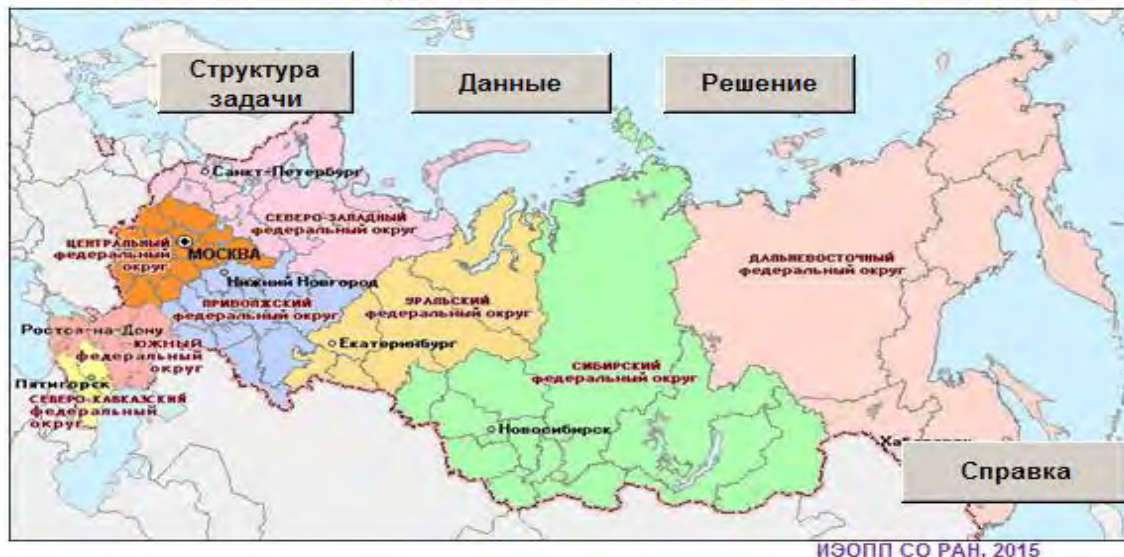 Структура
задачи
Данные
Решение
Санкт-Петербург
СЕВЕРО-ЗАПАДНЫЙ
федеральный округ
ЦЕНТРАЛЬНЫЙ
федеральный
округ
МОСКВА
Нижний Новгород
ПРИВОЛЖСКИЙ
федеральный округ
УРАЛЬСКИЙ
федеральный округ
Екатеринбург
ДАЛЬНЕВОСТОЧНЫЙ
федеральный округ
Ростов-на-Дону
ЮЖНЫЙ
федеральный
округ
Пятигорск
СЕВЕРО-КАВКАЗСКИЙ
федеральный
округ
СИБИРСКИЙ
федеральный округ
Новосибирск
Справка
ИЭОПП СО РАН, 2015